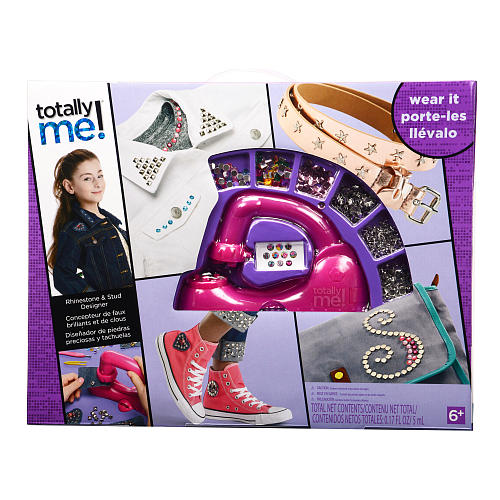 totally
me!
wear it
porte-les
llévalo
totally
me!
Rhinestone & Stud
Designer
Concepteur de faux
brillants et de clous
Diseñador de piedras
preciosas y tachuelas
S
TOTAL NET CONTENTS/CONTENU NET TOTAL/
CONTENIDOS NETOS TOTALES: 0.17 FL OZ / 5 mL
6+